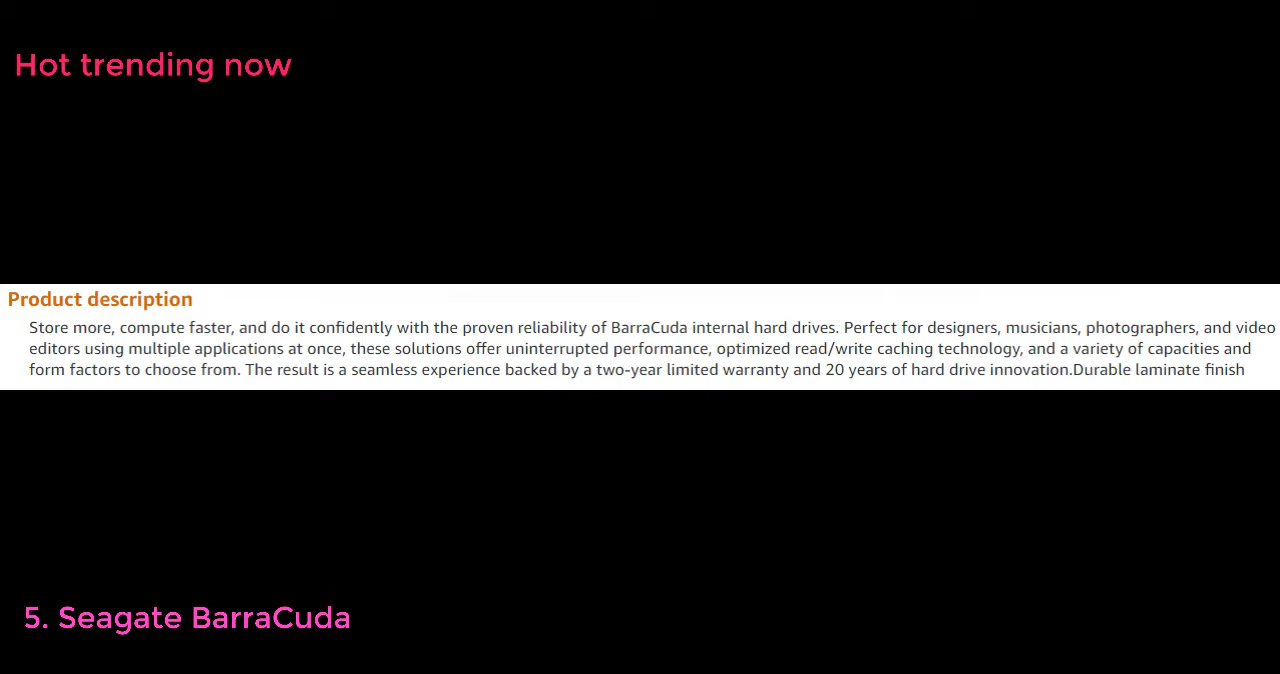 Hot trending now
Product description
Store more, compute faster, and do it confidently with the proven reliability of BarraCuda internal hard drives. Perfect for designers, musicians, photographers, and video
editors using multiple applications at once, these solutions offer uninterrupted performance, optimized read/write caching technology, and a variety of capacities and
form factors to choose from. The result is a seamless experience backed by a two-year limited warranty and 20 years of hard drive innovation.Durable laminate finish
5. Seagate BarraCuda